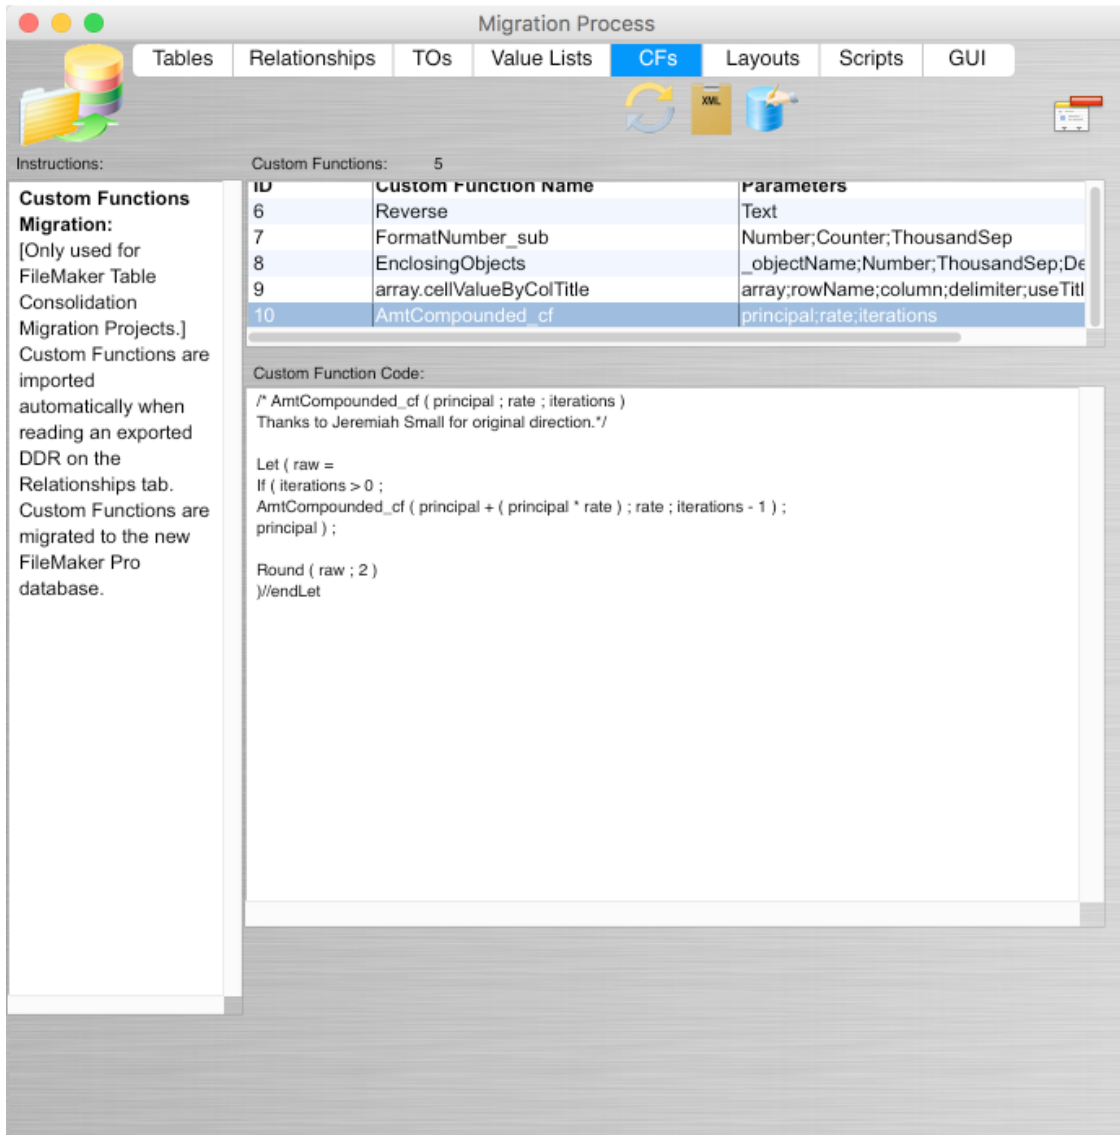 Migration Process
Tables Relationships TOs Value Lists CFs Layouts Scripts GUI
XML
Instructions:
Custom Functions
Migration:
[Only used for
FileMaker Table
Consolidation
Migration Projects.]
Custom Functions are
imported
automatically when
reading an exported
DDR on the
Relationships tab.
Custom Functions are
migrated to the new
FileMaker Pro
database.
Custom Functions: 5
ID Custom Function Name Parameters
6 Reverse Text
7 FormatNumber_sub Number;Counter;ThousandSep
8 EnclosingObjects _objectName;Number;ThousandSep;De
9 array.cellValueByColTitle array;rowName;column;delimiter;useTitl
10 AmtCompounded_cf principal;rate;iterations
Custom Function Code:
/* AmtCompounded_cf ( principal ; rate ; iterations )
Thanks to Jeremiah Small for original direction.*/
Let ( raw =
If ( iterations > 0 ;
AmtCompounded_cf ( principal + ( principal * rate ) ; rate ; iterations - 1 ) ;
principal ) ;
Round ( raw ; 2 )
)//endLet